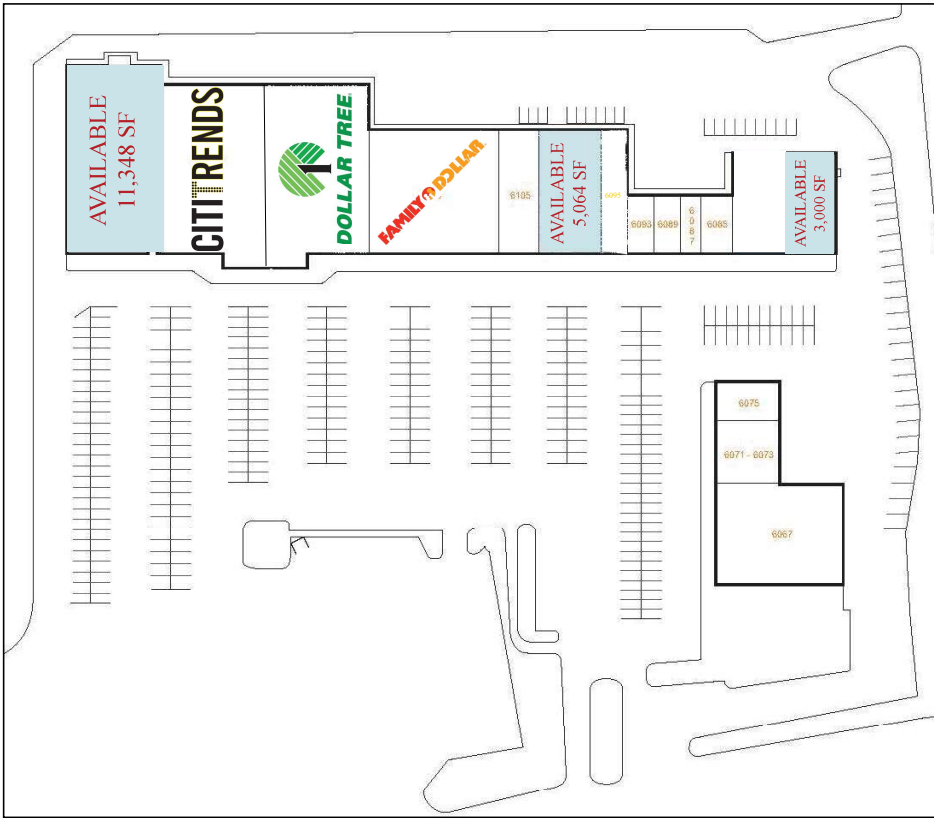 AVAILABLE
11,348 SF
CITITRENDS
DOLLAR TREE
FAMILY DOLLAR
6105
AVAILABLE
5,064 SF
6095
6093
6089
6087
6085
AVAILABLE
3,000 SF
6075
6071 - 6073
6067